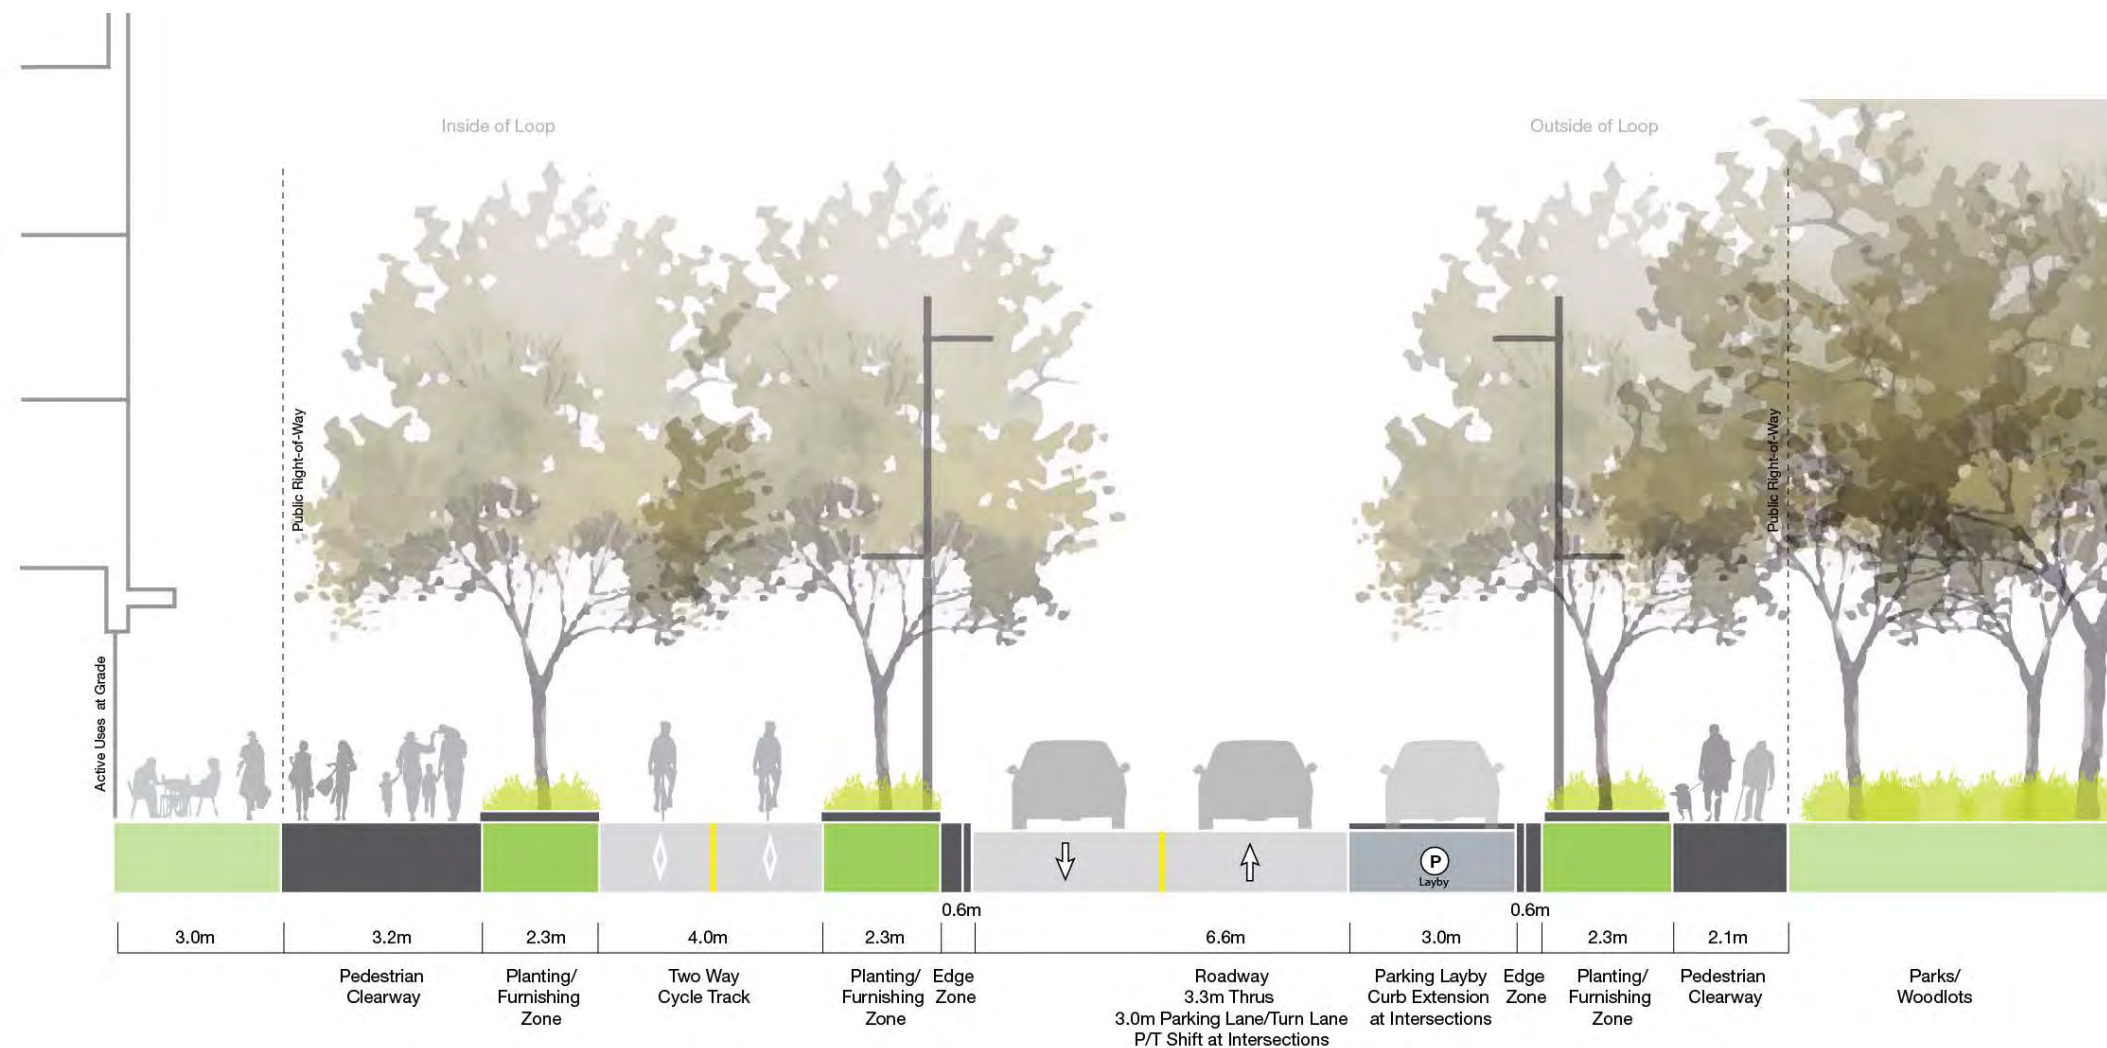 Inside of Loop
Outside of Loop
Public Right-of-Way
Public Right-of-Way
Active Uses at Grade
P
Layby
0.6m
0.6m
3.0m
3.2m
2.3m
4.0m
2.3m
6.6m
3.0m
2.3m
2.1m
Pedestrian
Clearway
Planting/
Furnishing
Zone
Two Way
Cycle Track
Planting/
Furnishing
Zone
Edge
Zone
Roadway
3.3m Thrus
3.0m Parking Lane/Turn Lane
P/T Shift at Intersections
Parking Layby
Curb Extension
at Intersections
Edge
Zone
Planting/
Furnishing
Zone
Pedestrian
Clearway
Parks/
Woodlots